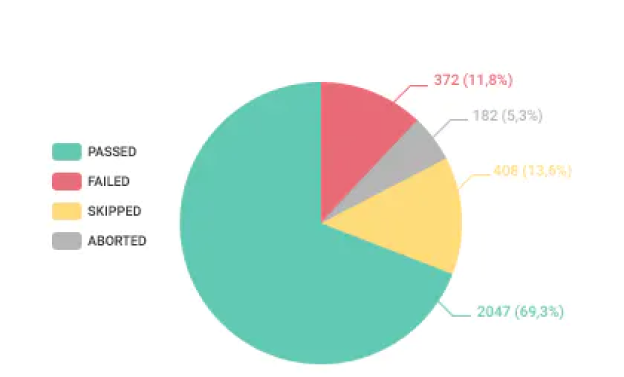 PASSED
FAILED
SKIPPED
ABORTED
372 (11,8%)
182 (5,3%)
408 (13,6%)
2047 (69,3%)